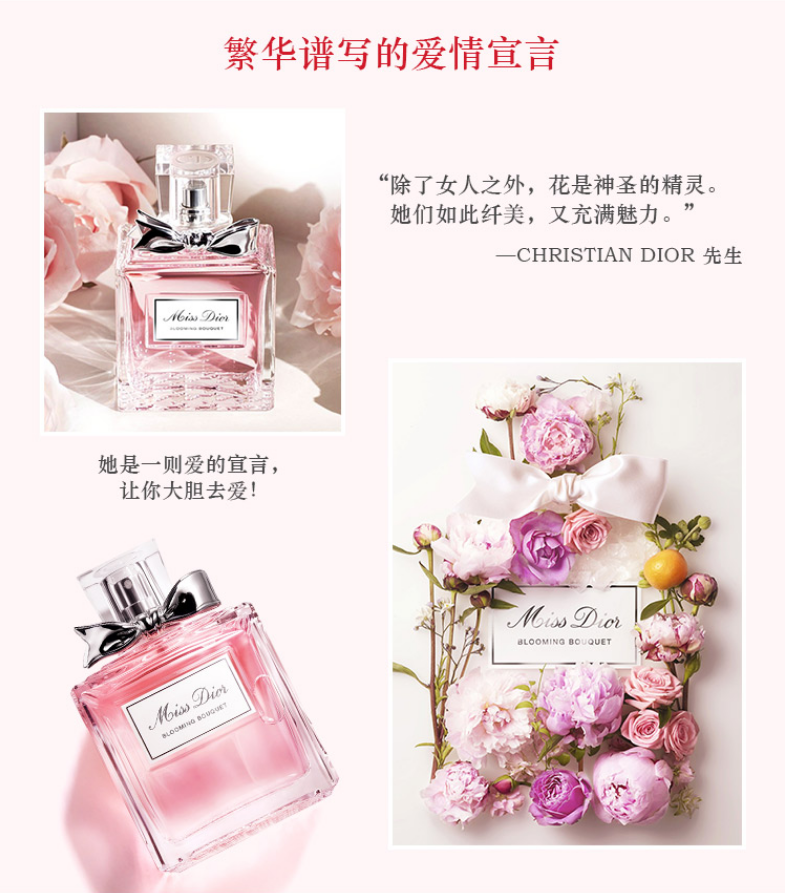 繁华谱写的爱情宣言
“除了女人之外，花是神圣的精灵。
她们如此纤美，又充满魅力。”
—CHRISTIAN DIOR 先生
Miss Dior
BLOOMING BOUQUET
她是一则爱的宣言，
让你大胆去爱！
Miss Dior
BLOOMING BOUQUET
Miss Dior
BLOOMING BOUQUET